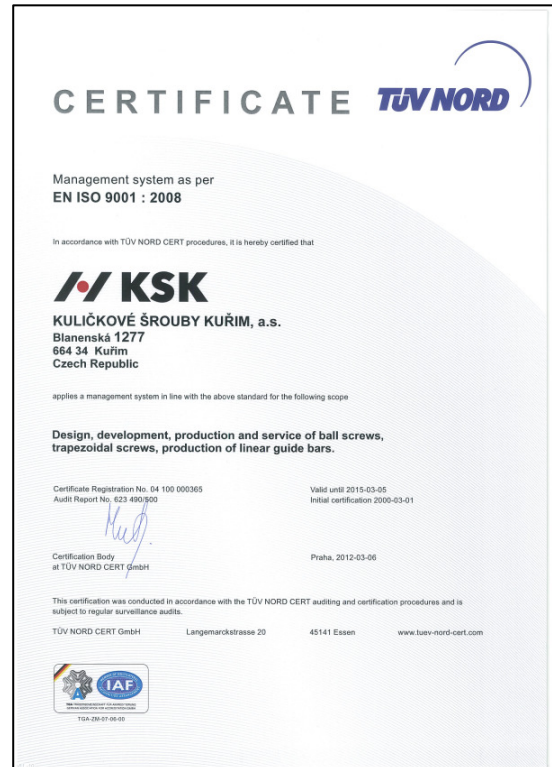 CERTIFICATE TÜV NORD
Management system as per
EN ISO 9001 : 2008
In accordance with TÜV NORD CERT procedures, it is hereby certified that
KSK
KULIČKOVÉ ŠROUBY KUŘIM, a.s.
Blanenská 1277
664 34 Kuřim
Czech Republic
applies a management system in line with the above standard for the following scope
Design, development, production and service of ball screws,
trapezoidal screws, production of linear guide bars.
Certificate Registration No. 04 100 000365 Valid until 2015-03-05
Audit Report No. 623 490/500 Initial certification 2000-03-01
Certification Body Praha, 2012-03-06
at TÜV NORD CERT GmbH
This certification was conducted in accordance with the TÜV NORD CERT auditing and certification procedures and is
subject to regular surveillance audits.
TÜV NORD CERT GmbH Langemarckstrasse 20 45141 Essen www.tuev-nord-cert.com
IAF
TGA-ZM-07-06-00